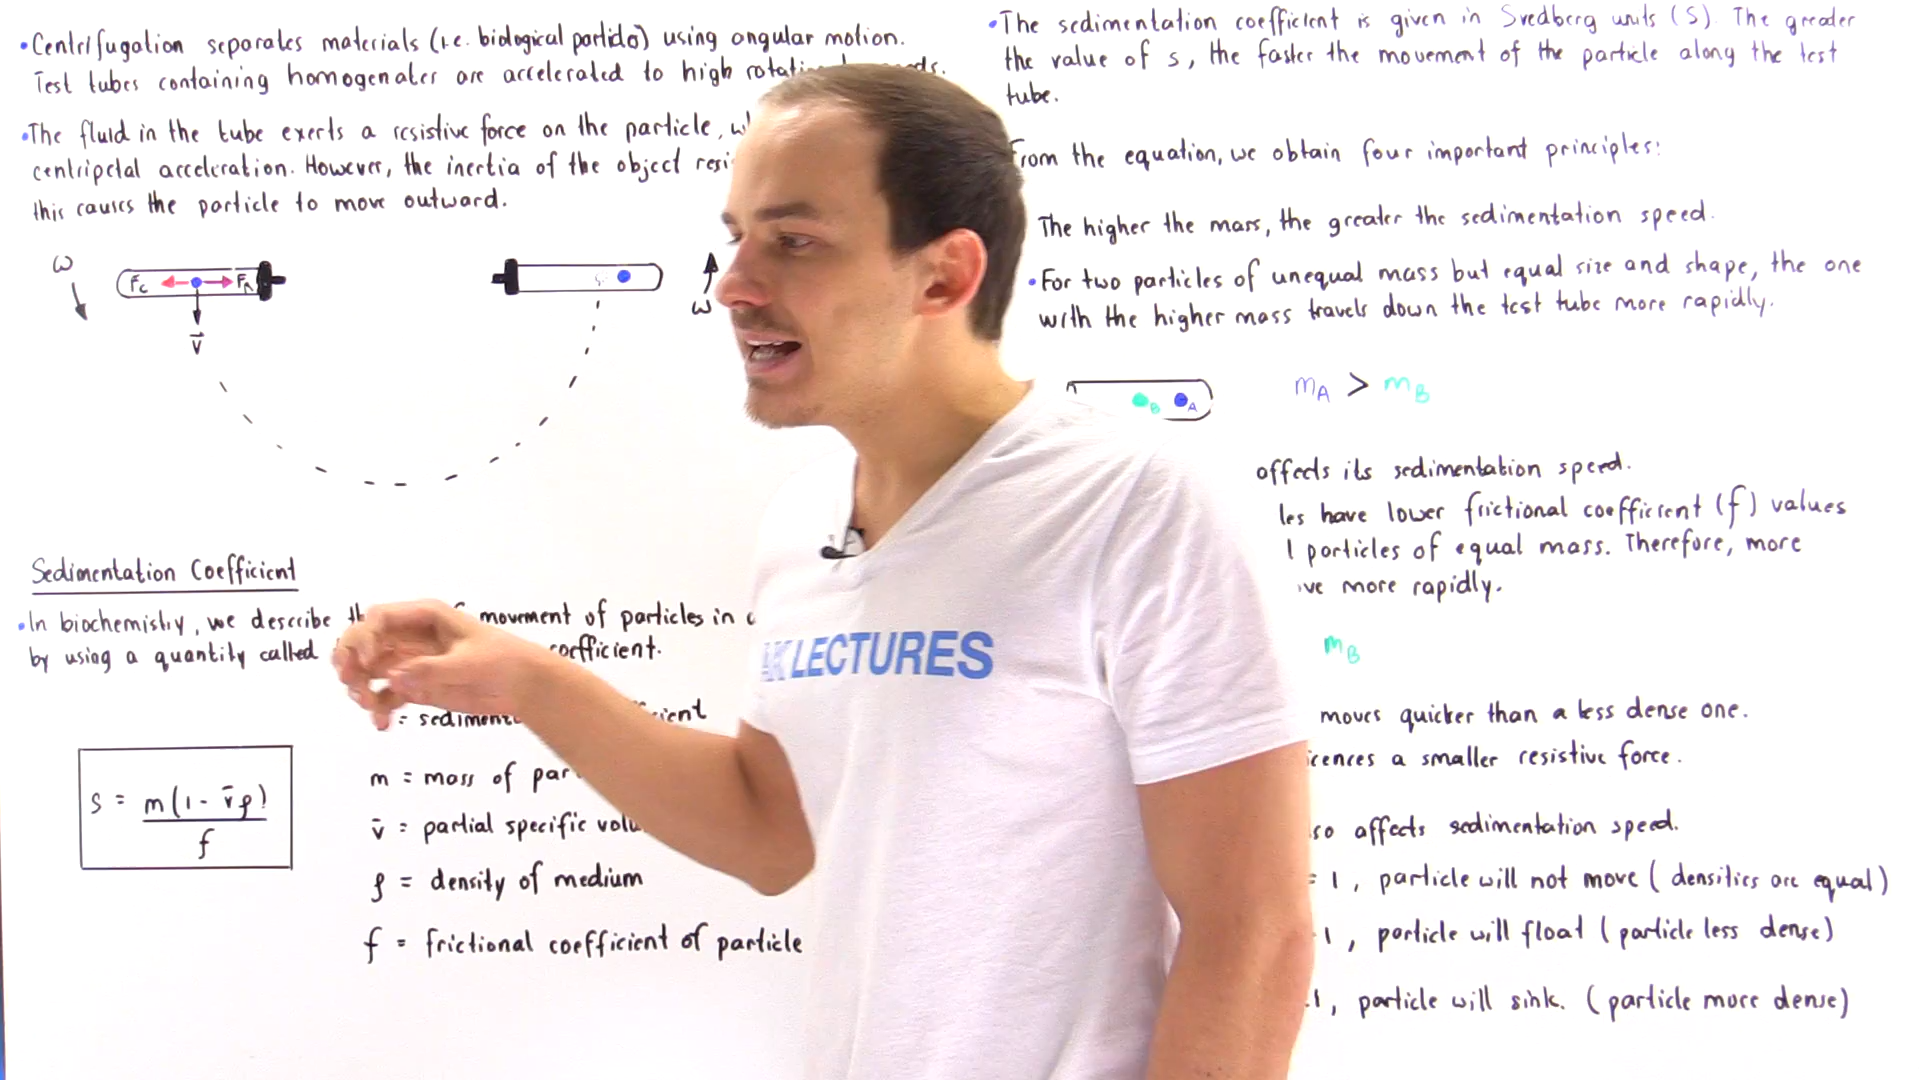 •Centrifugation separates materials (i.e. biological particles) using angular motion.
Test tubes containing homogenates are accelerated to high
•The fluid in the tube exerts a resistive force on the particle,
centripetal acceleration. However, the inertia of the object
this causes the particle to move outward.
ω
Fc
FR
v
ω
Sedimentation Coefficient
•In biochemistry, we describe movement of particles in
by using a quantity called
= sediment
m = mass of par
v̄ = partial specific volu
ρ = density of medium
f = frictional coefficient of particle
s = m(1 - v̄ρ)
f
AK LECTURES
•The sedimentation coefficient is given in Svedberg units (S). The greater
the value of s, the faster the movement of the particle along the test
tube.
From the equation, we obtain four important principles:
The higher the mass, the greater the sedimentation speed.
•For two particles of unequal mass but equal size and shape, the one
with the higher mass travels down the test tube more rapidly.
B
A
mA > mB
affects its sedimentation speed.
les have lower frictional coefficient (f) values
particles of equal mass. Therefore, more
ve more rapidly.
mB
moves quicker than a less dense one.
a smaller resistive force.
so affects sedimentation speed.
= 1, particle will not move (densities are equal)
1, particle will float (particle less dense)
1, particle will sink. (particle more dense)